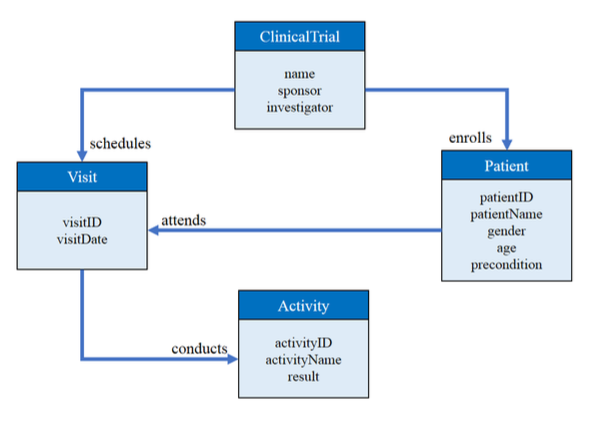 ClinicalTrial
name
sponsor
investigator
schedules
enrolls
Visit
visitID
visitDate
Patient
patientID
patientName
gender
age
precondition
attends
Activity
activityID
activityName
result
conducts